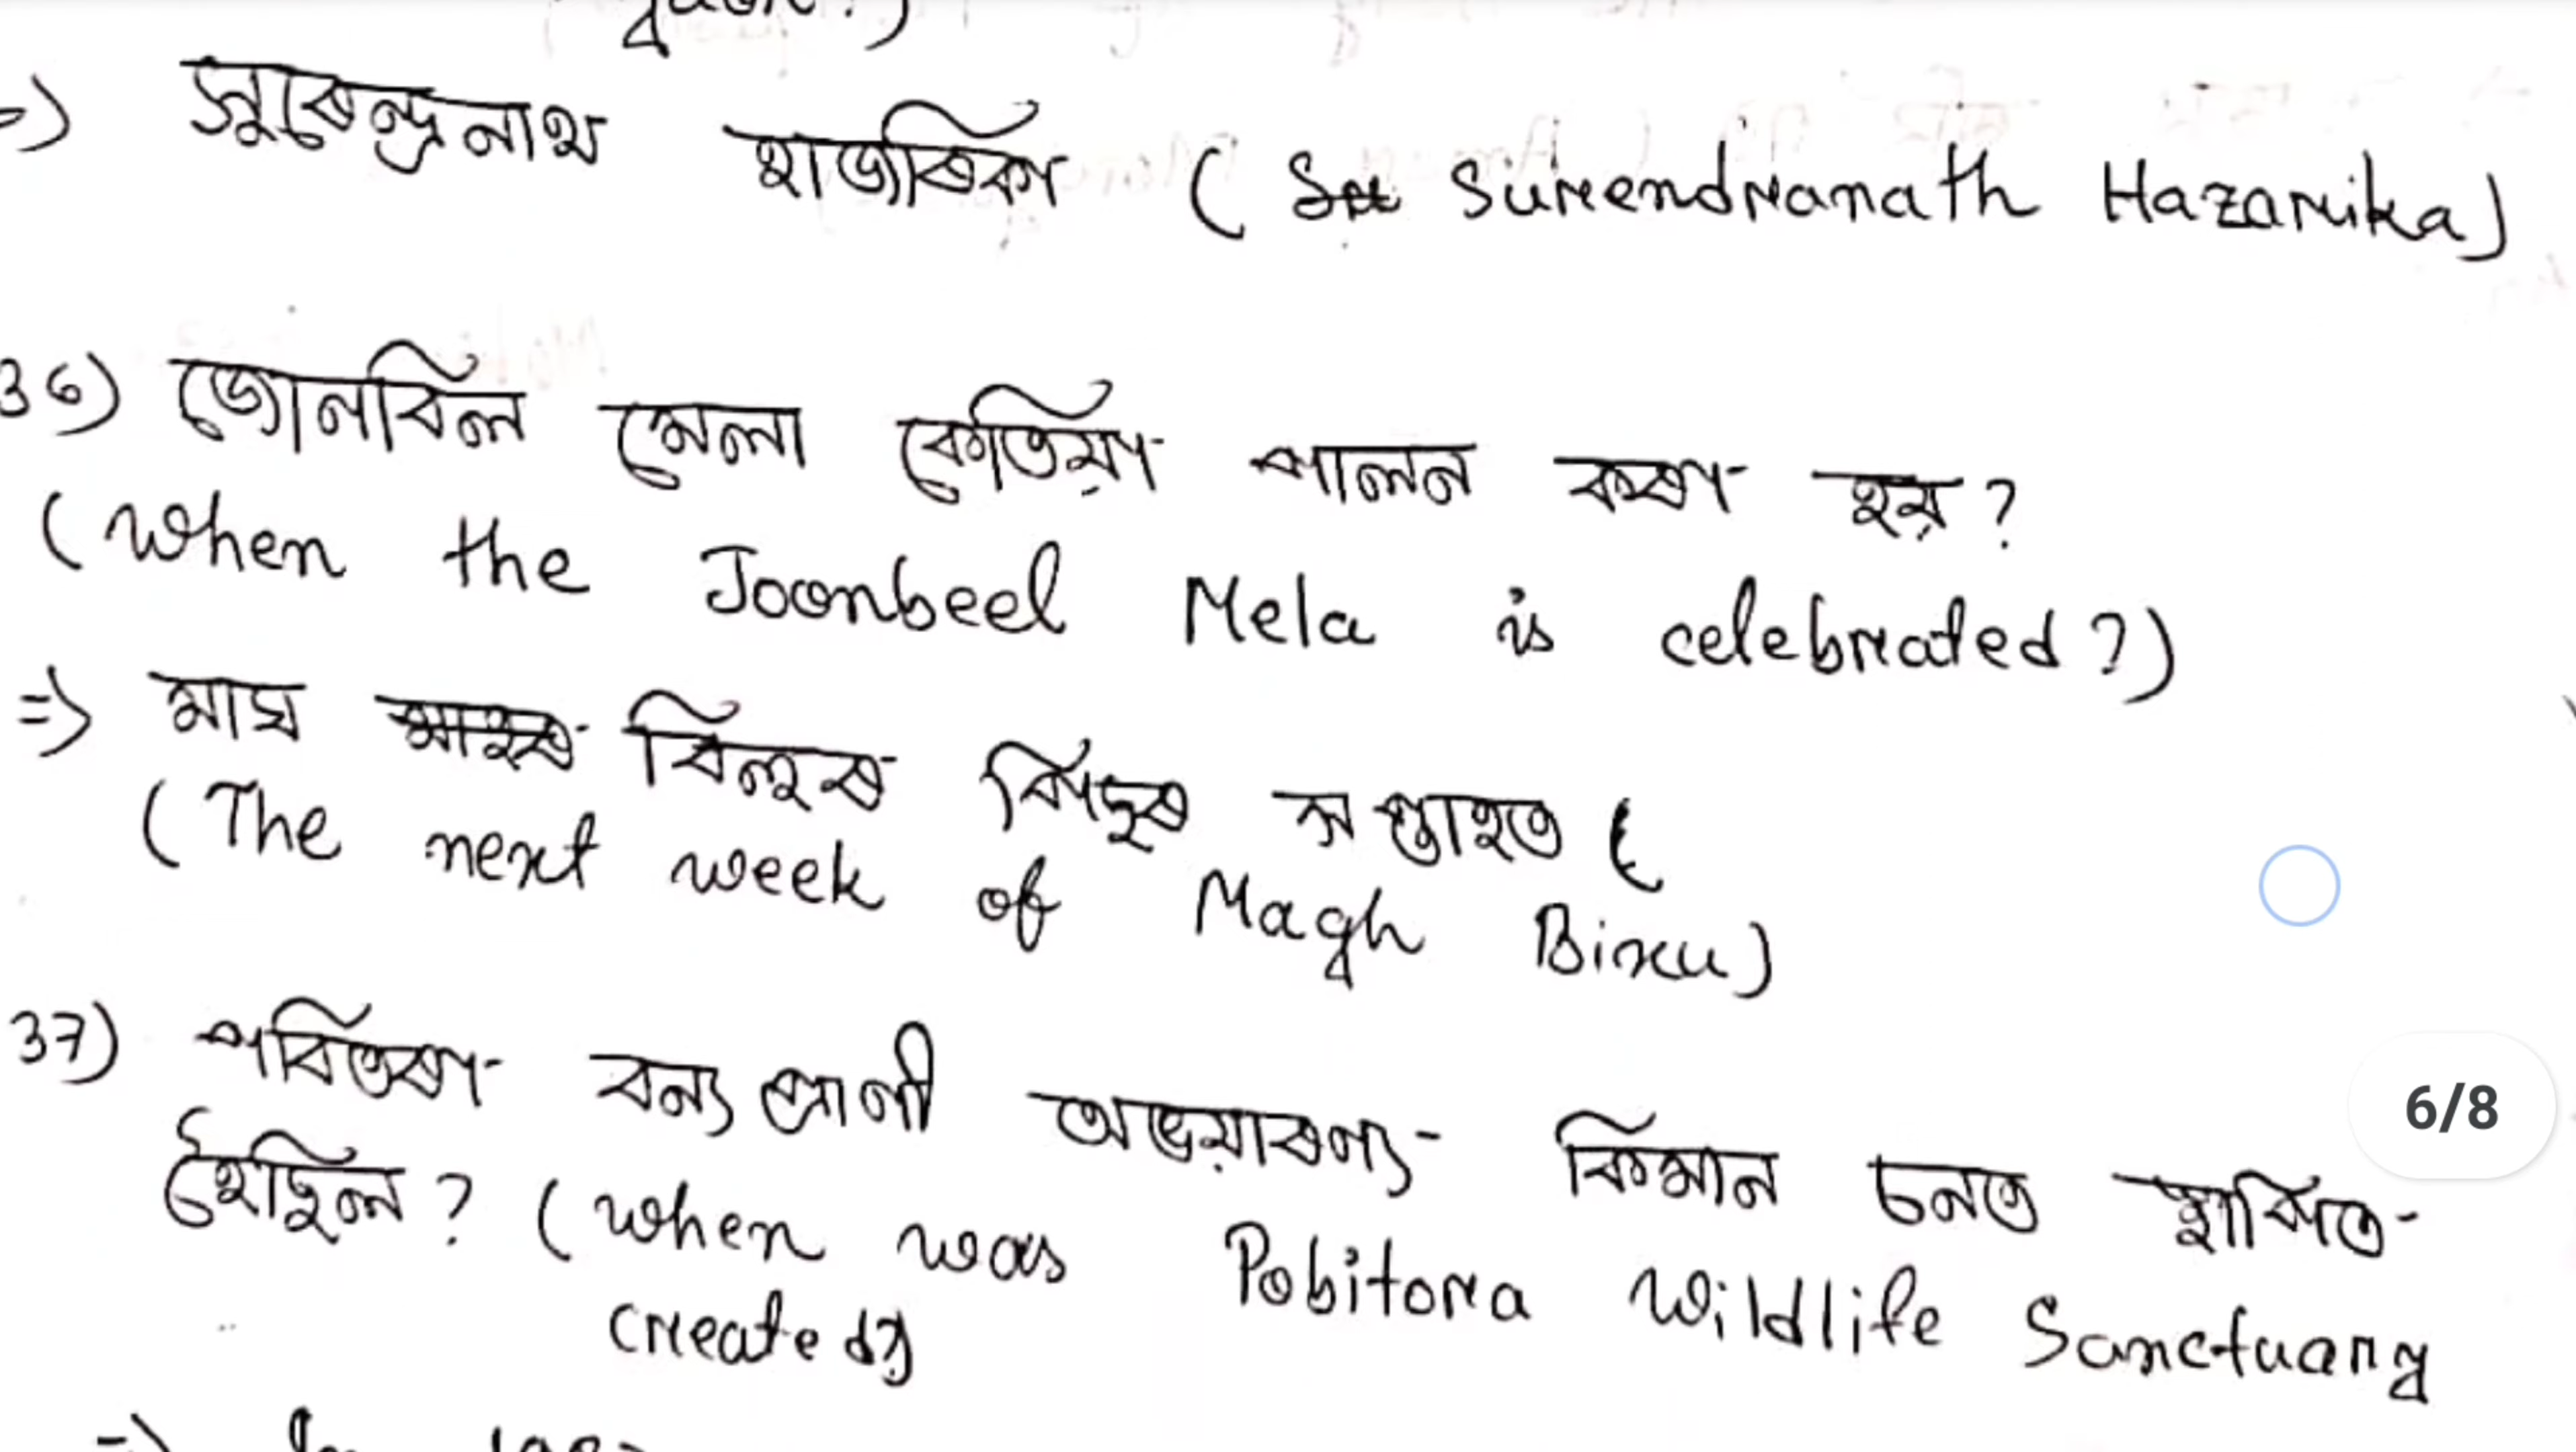 =) সুৰেন্দ্ৰনাথ হাজৰিকা ( Surendranath Hazarika)
36) জোনবিল মেলা কেতিয়া পালন কৰা হয়?
( When the Joonbeel Mela is celebrated?)
=) মাঘ বিহুৰ পিছৰ সপ্তাহত (
( The next week of Magh Bixu)
37) পবিতৰা বন্যপ্ৰাণী অভয়াৰণ্য কিমান চনত স্থাপিত
হৈছিল? ( When was Pobitora Wildlife Sanctuary
created?)
6/8